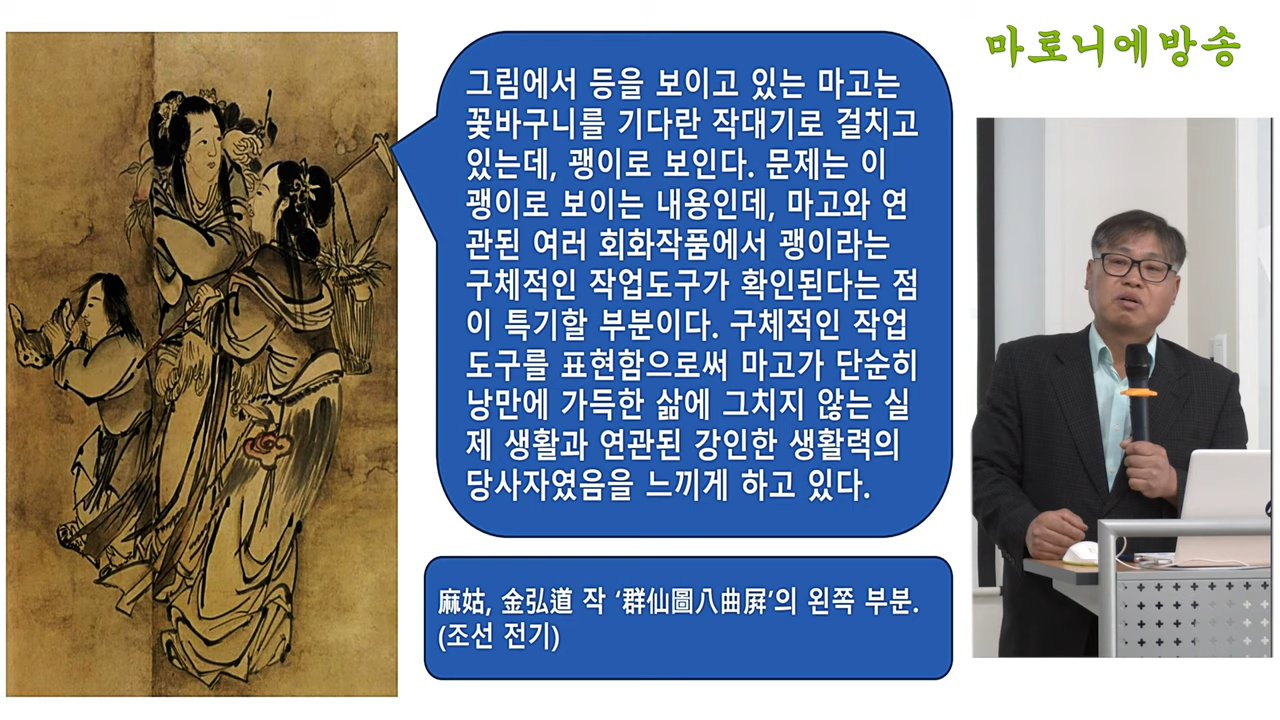 마로니에방송
그림에서 등을 보이고 있는 마고는
꽃바구니를 기다란 작대기로 걸치고
있는데, 괭이로 보인다. 문제는 이
괭이로 보이는 내용인데, 마고와 연
관된 여러 회화작품에서 괭이라는
구체적인 작업도구가 확인된다는 점
이 특기할 부분이다. 구체적인 작업
도구를 표현함으로써 마고가 단순히
낭만에 가득한 삶에 그치지 않는 실
제 생활과 연관된 강인한 생활력의
당사자였음을 느끼게 하고 있다.
麻姑, 金弘道 작 ‘群仙圖八曲屛’의 왼쪽 부분.
(조선 전기)